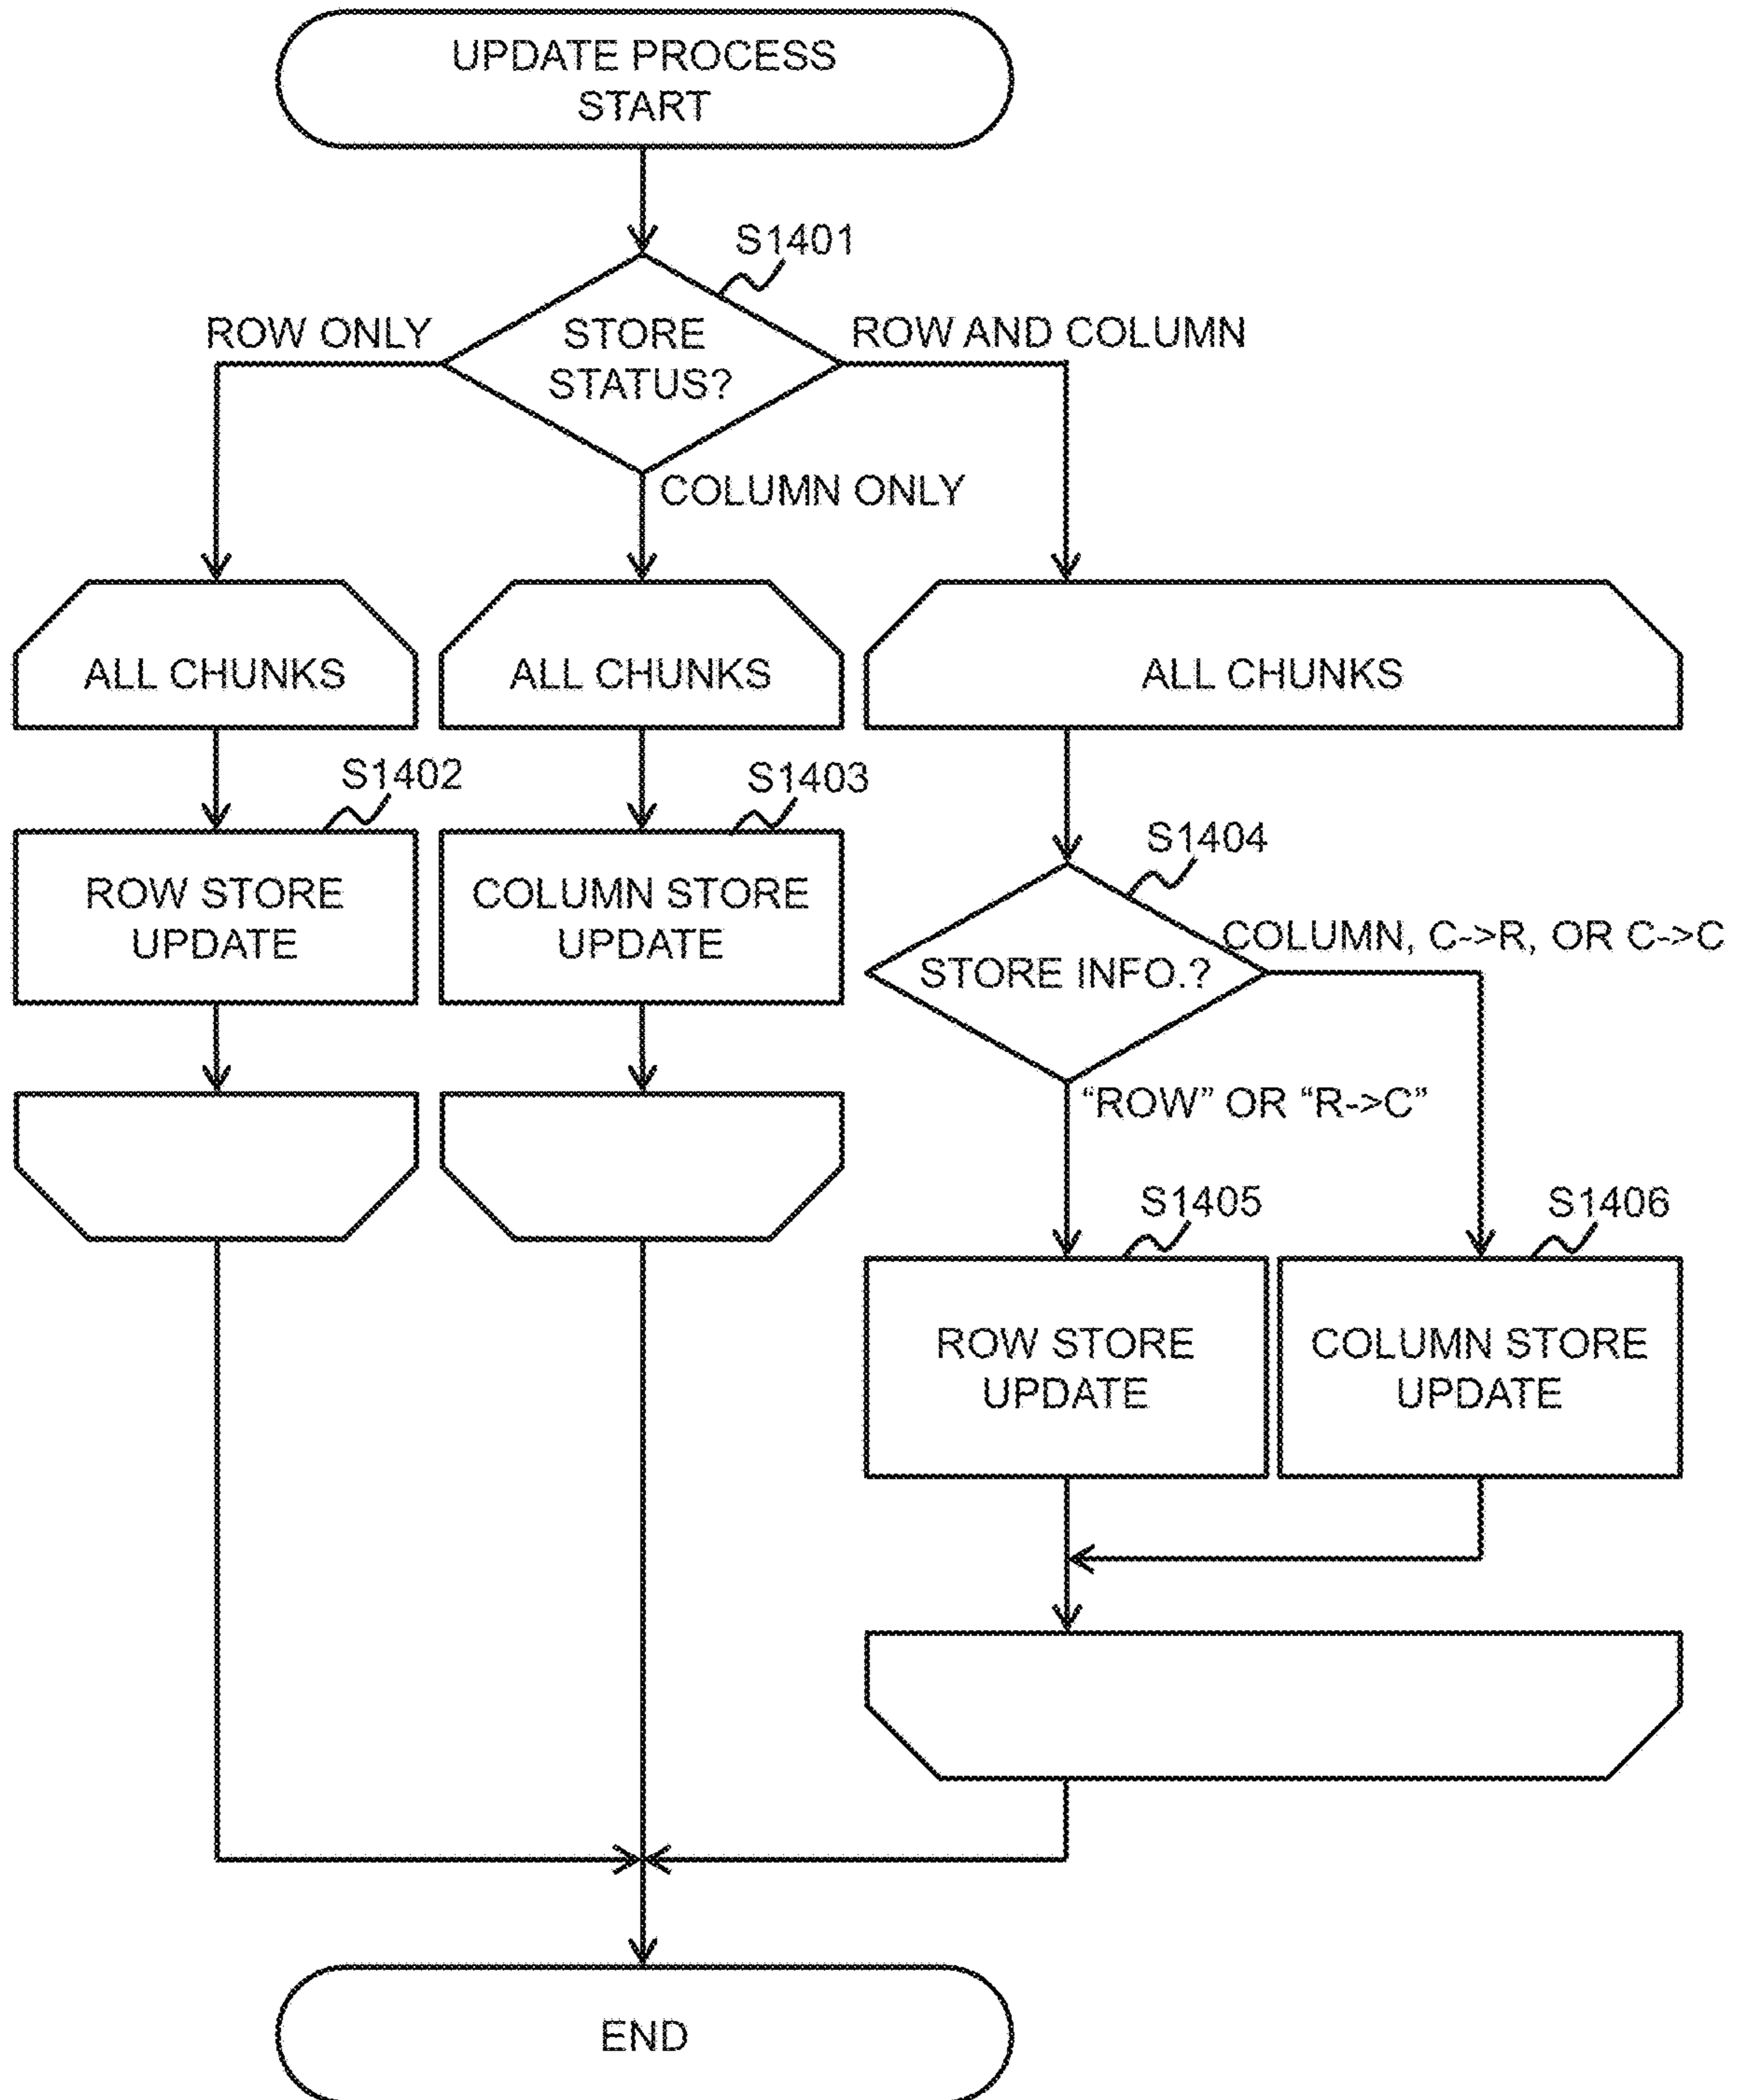 UPDATE PROCESS
START
S1401
ROW ONLY
STORE
STATUS?
ROW AND COLUMN
COLUMN ONLY
ALL CHUNKS
ALL CHUNKS
ALL CHUNKS
S1402
S1403
ROW STORE
UPDATE
COLUMN STORE
UPDATE
S1404
COLUMN, C->R, OR C->C
STORE INFO.?
“ROW” OR “R->C”
S1405
S1406
ROW STORE
UPDATE
COLUMN STORE
UPDATE
END